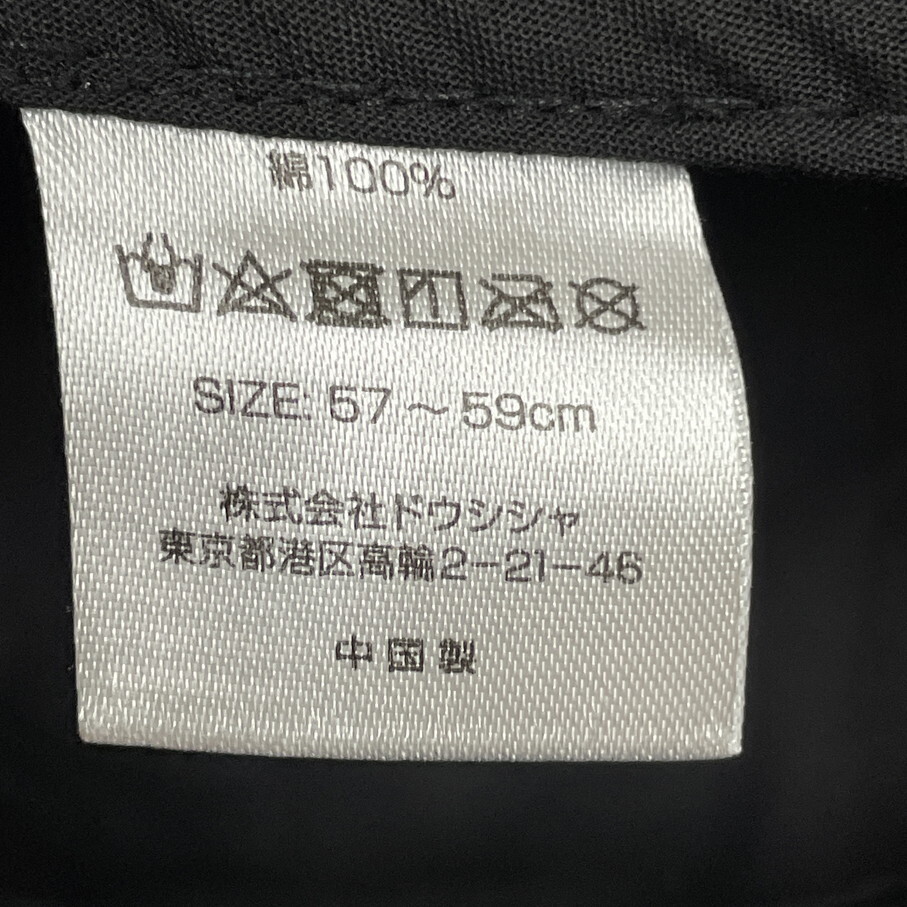 綿100%
SIZE: 57～59cm
株式会社ドウシシャ
東京都港区高輪2-21-46
中国製